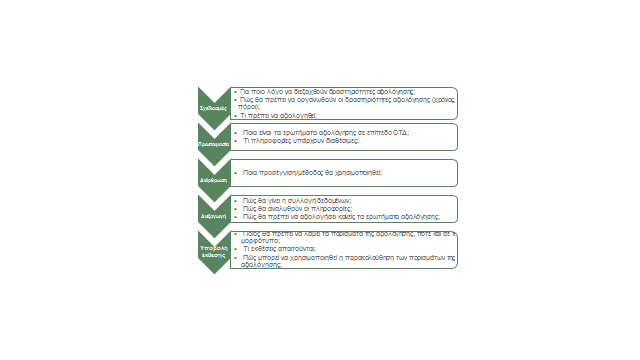 Σχεδιασμός
• Για ποιο λόγο να διεξαχθούν δραστηριότητες αξιολόγησης;
• Πώς θα πρέπει να οργανωθούν οι δραστηριότητες αξιολόγησης (χρόνος,
πόροι);
• Τι πρέπει να αξιολογηθεί;
Προετοιμασία
• Ποια είναι τα ερωτήματα αξιολόγησης σε επίπεδο ΟΤΔ;
• Τι πληροφορίες υπάρχουν διαθέσιμες;
Διάρθρωση
• Ποια προσέγγιση/μέθοδος θα χρησιμοποιηθεί;
Διεξαγωγή
• Πώς θα γίνει η συλλογή δεδομένων;
• Πώς θα αναλυθούν οι πληροφορίες;
• Πώς θα πρέπει να αξιολογήσει κανείς τα ερωτήματα αξιολόγησης;
Υποβολή
έκθεσης
• Ποιος θα πρέπει να λάβει τα πορίσματα της αξιολόγησης, πότε και σε τι
μορφότυπο;
• Τι εκθέσεις απαιτούνται;
• Πώς μπορεί να χρησιμοποιηθεί η παρακολούθηση των πορισμάτων της
αξιολόγησης;